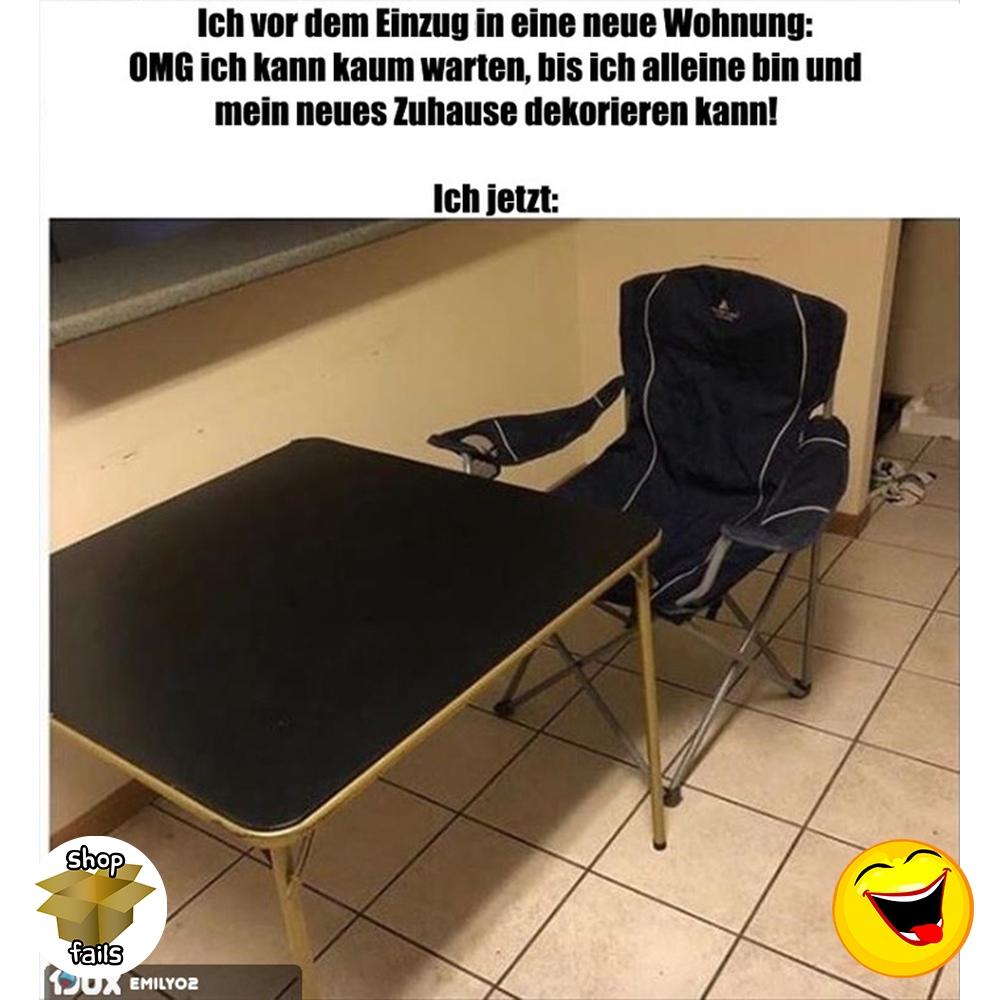 Ich vor dem Einzug in eine neue Wohnung:
OMG ich kann kaum warten, bis ich alleine bin und
mein neues Zuhause dekorieren kann!
Ich jetzt:
shop
fails
EMILYO2